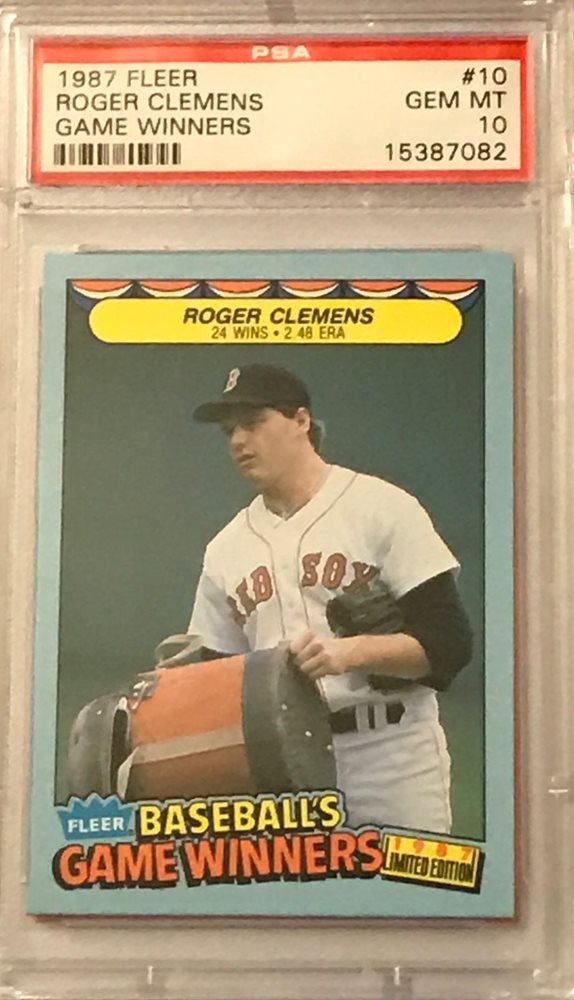 PSA
1987 FLEER #10
ROGER CLEMENS GEM MT
GAME WINNERS 10
15387082
ROGER CLEMENS
24 WINS • 2.48 ERA
B
RED SOX
FLEER BASEBALL'S
GAME WINNERS
1987
LIMITED EDITION